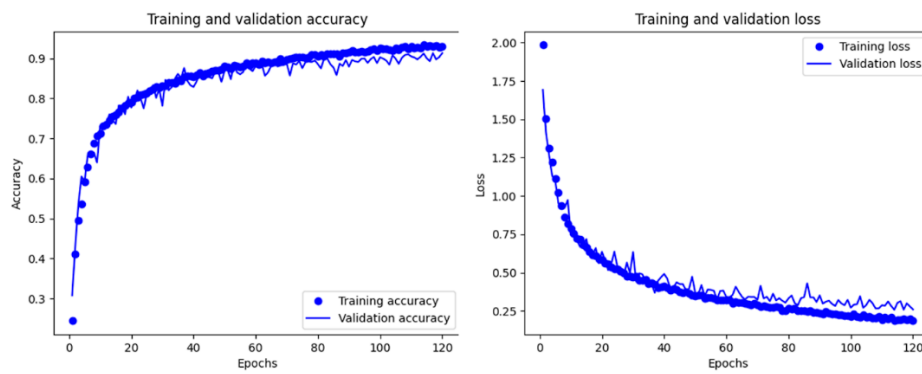 Training and validation accuracy
0.9
0.8
0.7
0.6
0.5
0.4
0.3
Accuracy
Training accuracy
Validation accuracy
0 20 40 60 80 100 120
Epochs
Training and validation loss
2.00
1.75
1.50
1.25
1.00
0.75
0.50
0.25
Loss
Training loss
Validation loss
0 20 40 60 80 100 120
Epochs